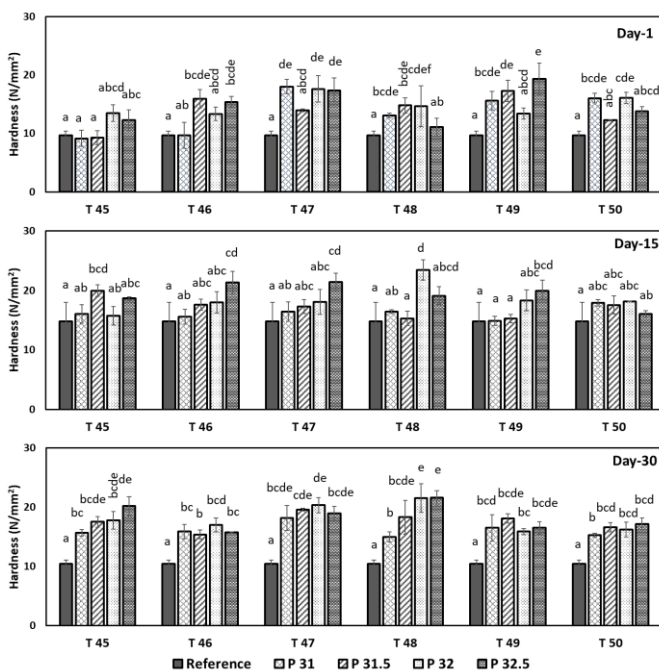 Hardness (N/mm²)
30
20
10
0
Day-1
a a a abcd abc
a ab bcde abcd bcde
a de abcd de de
a bcde bcde bcdef ab
a bcde de abcd e
a bcde abc cde abc
T 45 T 46 T 47 T 48 T 49 T 50
Hardness (N/mm²)
30
20
10
0
Day-15
a ab bcd ab abc
a ab abc abc cd
a ab abc abc cd
a ab a d abcd
a a a abc bcd
a abc abc abc ab
T 45 T 46 T 47 T 48 T 49 T 50
Hardness (N/mm²)
30
20
10
0
Day-30
a bc bcde bcde de
a bc b bcd bc
a bcde cde de bcde
a b bcde e e
a bcde bcde bc bcd
a b bcd bcd bcd
T 45 T 46 T 47 T 48 T 49 T 50
Reference P 31 P 31.5 P 32 P 32.5